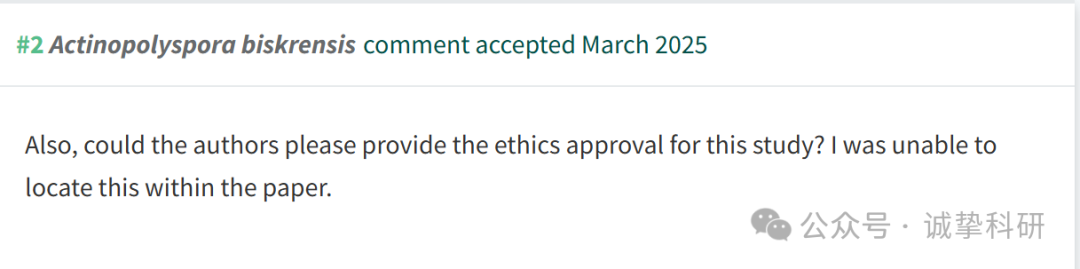 #2 Actinopolyspora biskrensis comment accepted March 2025
Also, could the authors please provide the ethics approval for this study? I was unable to
locate this within the paper.
公众号 · 诚挚科研